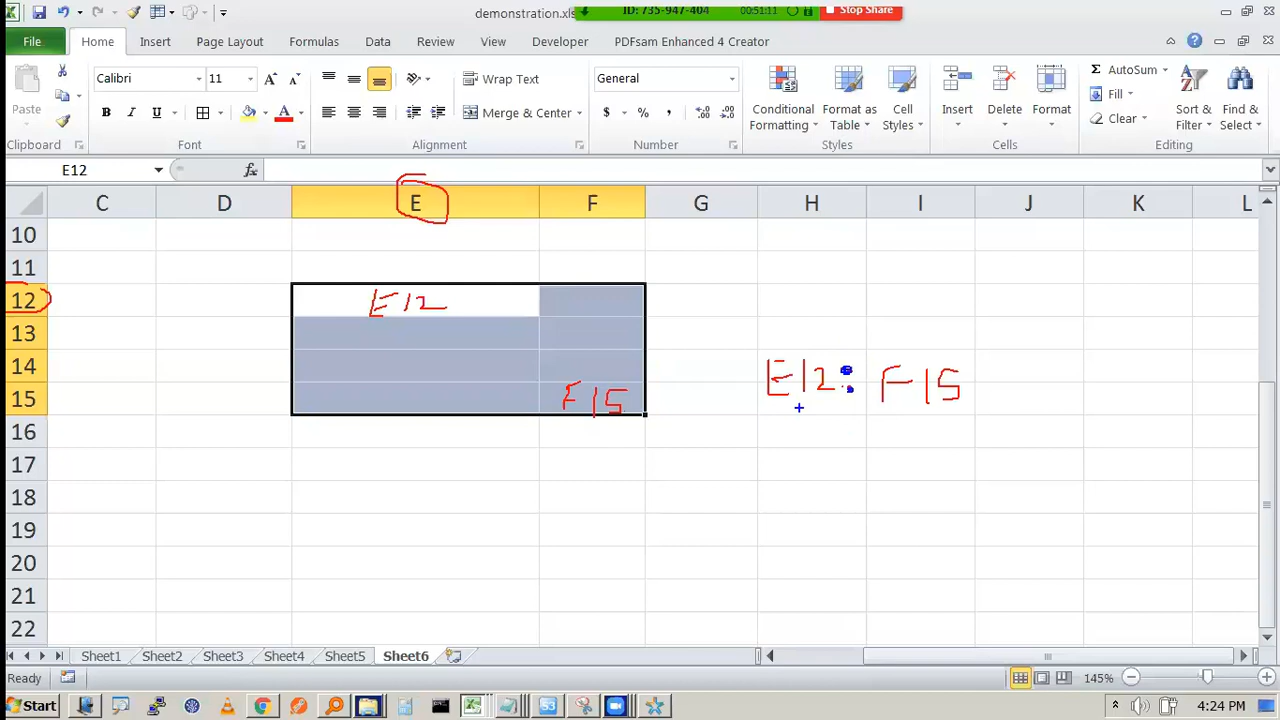 demonstration.xls
ID: 735-947-404
00:51:11
Stop Share
File Home Insert Page Layout Formulas Data Review View Developer PDFsam Enhanced 4 Creator
Paste
Calibri 11
B I U
Wrap Text
Merge & Center
General
$ % ,
Conditional Formatting
Format as Table
Cell Styles
Insert Delete Format
Σ AutoSum
Fill
Clear
Sort & Filter
Find & Select
Clipboard Font Alignment Number Styles Cells Editing
E12 fx
C D E F G H I J K L
10
11
12 E12
13
14
15 F15 E12: F15
16
17
18
19
20
21
22
Sheet1 Sheet2 Sheet3 Sheet4 Sheet5 Sheet6
Ready 145%
Start 4:24 PM